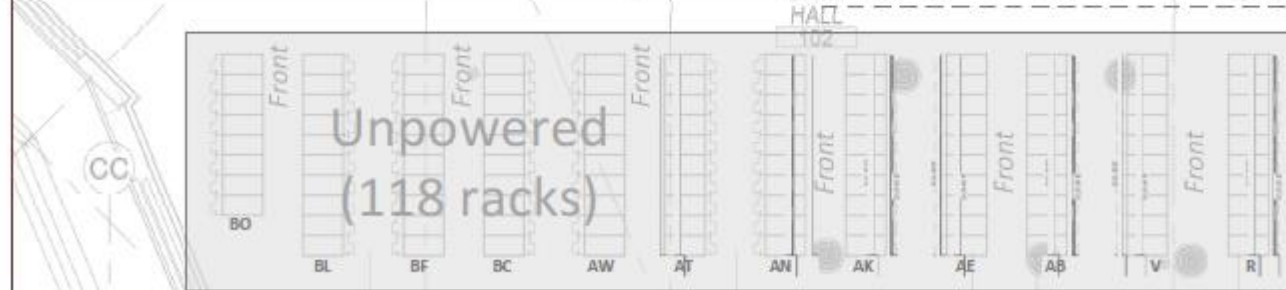 HALL
102
Front
Front
Front
Unpowered
(118 racks)
Front
Front
Front
CC
BO
BL
BF
BC
AW
AT
AN
AK
AE
AB
V
R